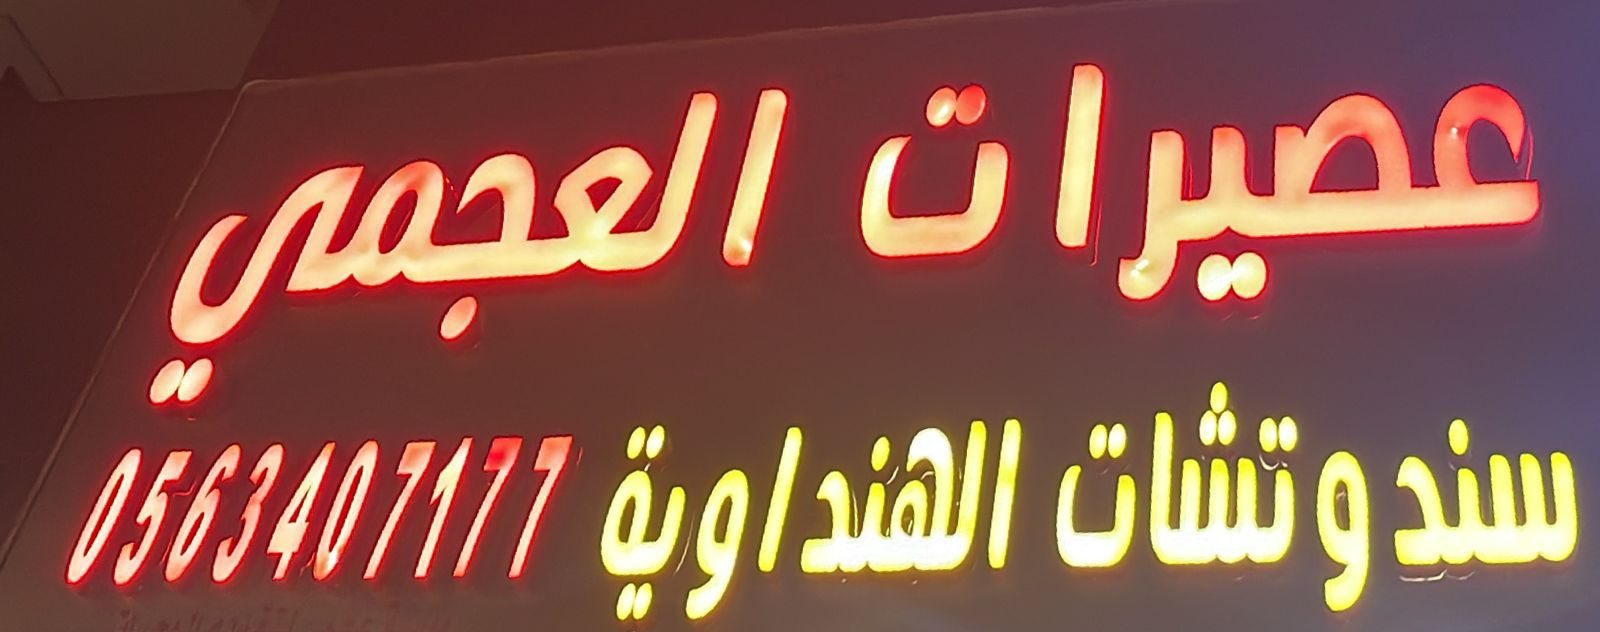 عصيرات العجمي
سندوتشات الهنداوية 0563407177